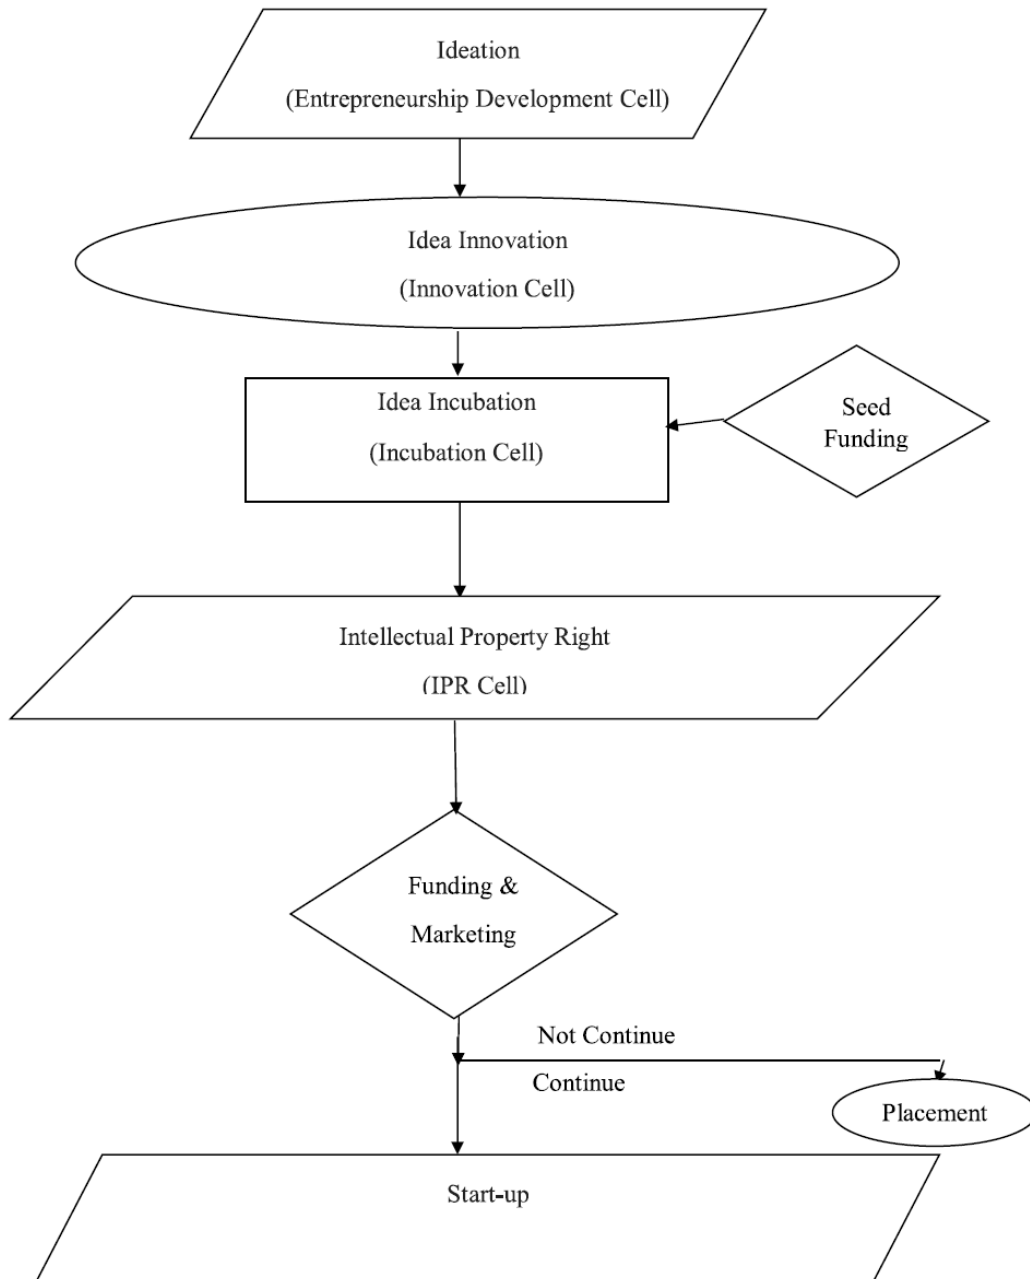 Ideation
(Entrepreneurship Development Cell)
Idea Innovation
(Innovation Cell)
Idea Incubation
(Incubation Cell)
Seed
Funding
Intellectual Property Right
(IPR Cell)
Funding &
Marketing
Not Continue
Continue
Placement
Start-up